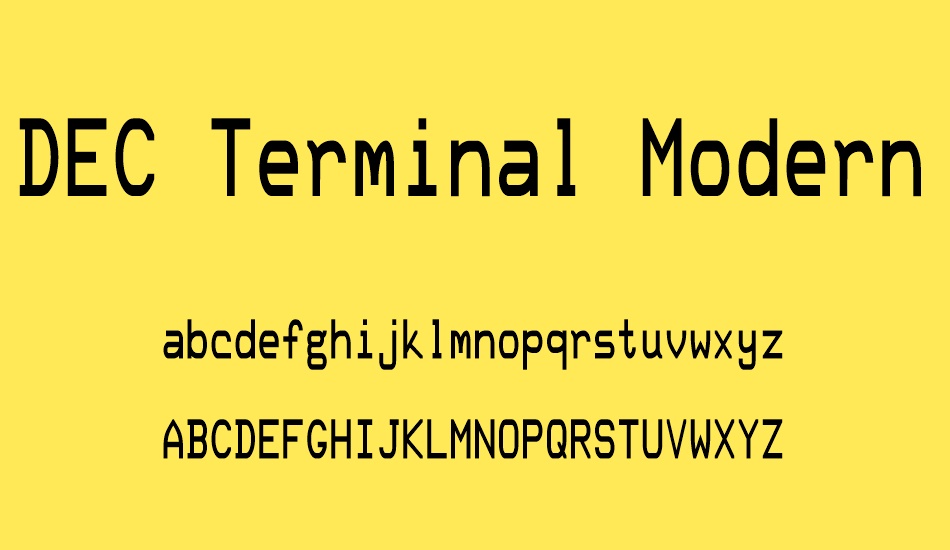 DEC Terminal Modern
abcdefghijklmnopqrstuvwxyz
ABCDEFGHIJKLMNOPQRSTUVWXYZ